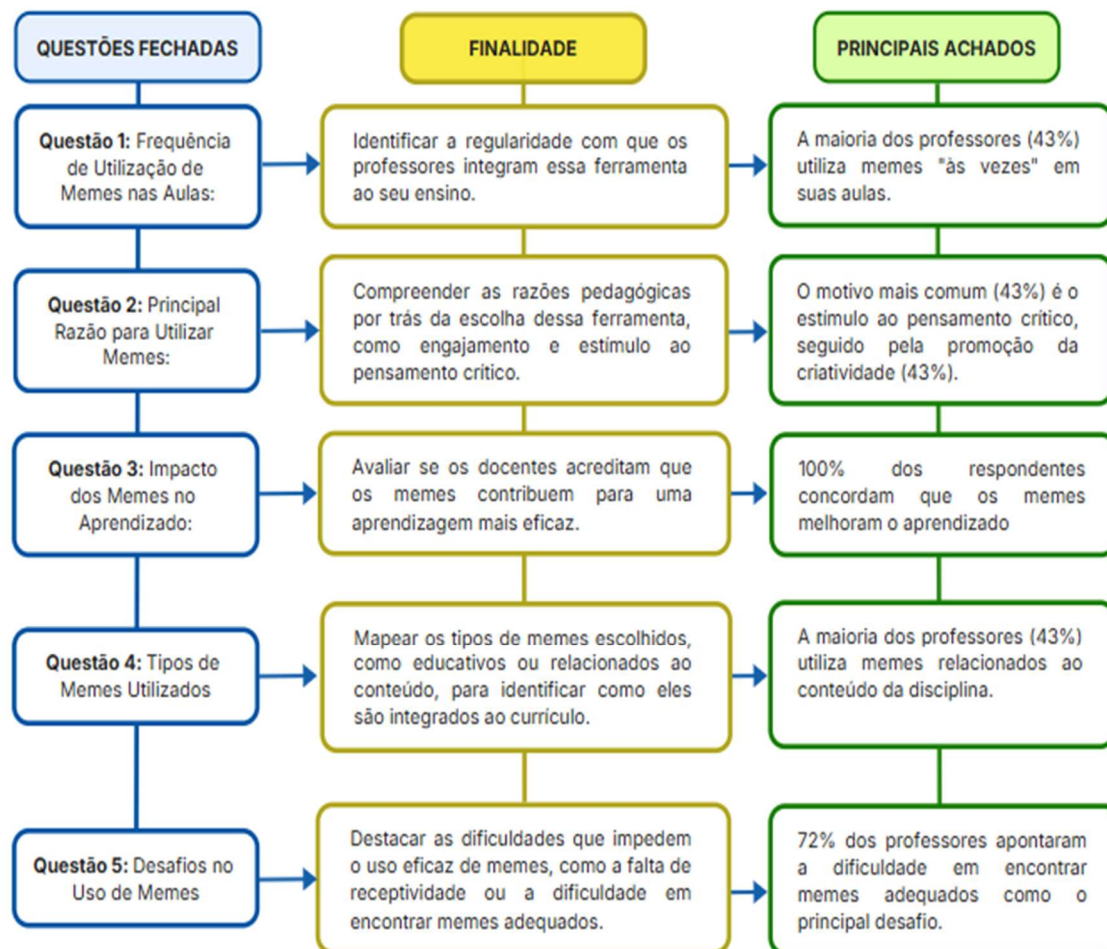 QUESTÕES FECHADAS
FINALIDADE
PRINCIPAIS ACHADOS
Questão 1: Frequência
de Utilização de
Memes nas Aulas:
Identificar a regularidade com que os
professores integram essa ferramenta
ao seu ensino.
A maioria dos professores (43%)
utiliza memes "às vezes" em
suas aulas.
Questão 2: Principal
Razão para Utilizar
Memes:
Compreender as razões pedagógicas
por trás da escolha dessa ferramenta,
como engajamento e estímulo ao
pensamento crítico.
O motivo mais comum (43%) é o
estímulo ao pensamento crítico,
seguido pela promoção da
criatividade (43%).
Questão 3: Impacto
dos Memes no
Aprendizado:
Avaliar se os docentes acreditam que
os memes contribuem para uma
aprendizagem mais eficaz.
100% dos respondentes
concordam que os memes
melhoram o aprendizado
Questão 4: Tipos de
Memes Utilizados
Mapear os tipos de memes escolhidos,
como educativos ou relacionados ao
conteúdo, para identificar como eles
são integrados ao currículo.
A maioria dos professores (43%)
utiliza memes relacionados ao
conteúdo da disciplina.
Questão 5: Desafios no
Uso de Memes
Destacar as dificuldades que impedem
o uso eficaz de memes, como a falta de
receptividade ou a dificuldade em
encontrar memes adequados.
72% dos professores apontaram
a dificuldade em encontrar
memes adequados como o
principal desafio.